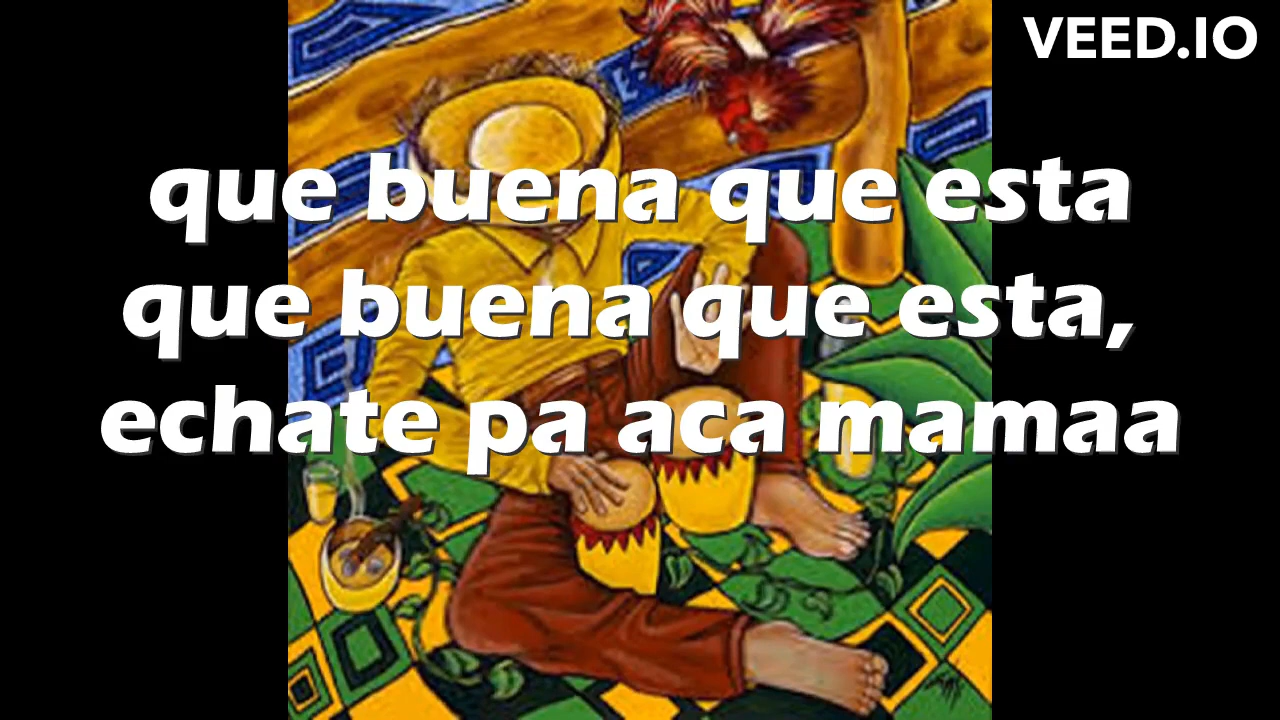 VEED.IO
que buena que esta
que buena que esta,
echate pa aca mamaa